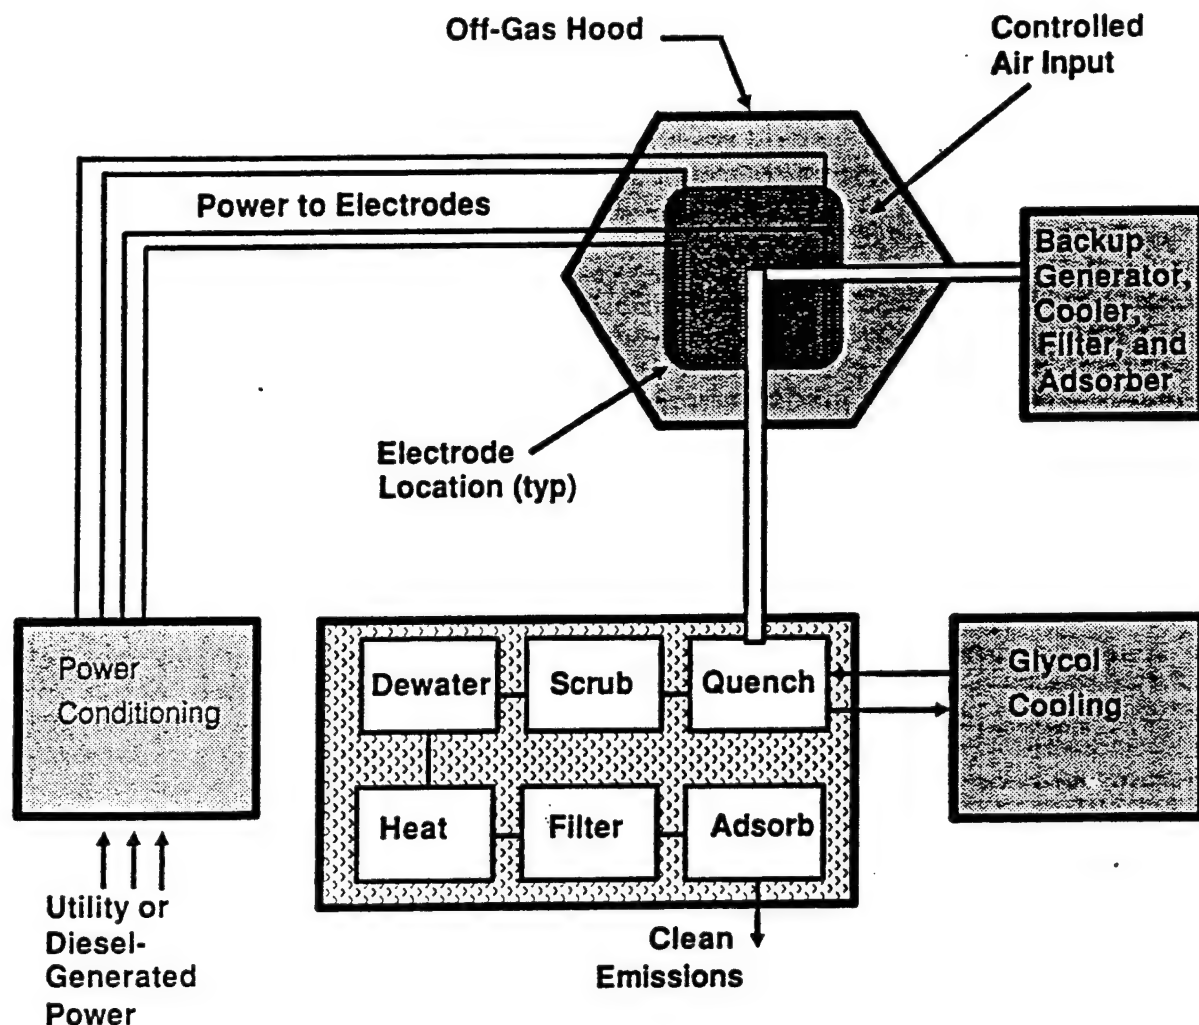 Off-Gas Hood
Controlled
Air Input
Power to Electrodes
Backup
Generator,
Cooler,
Filter, and
Adsorber
Electrode
Location (typ)
Power
Conditioning
Dewater
Scrub
Quench
Glycol
Cooling
Heat
Filter
Adsorb
Utility or
Diesel-
Generated
Power
Clean
Emissions